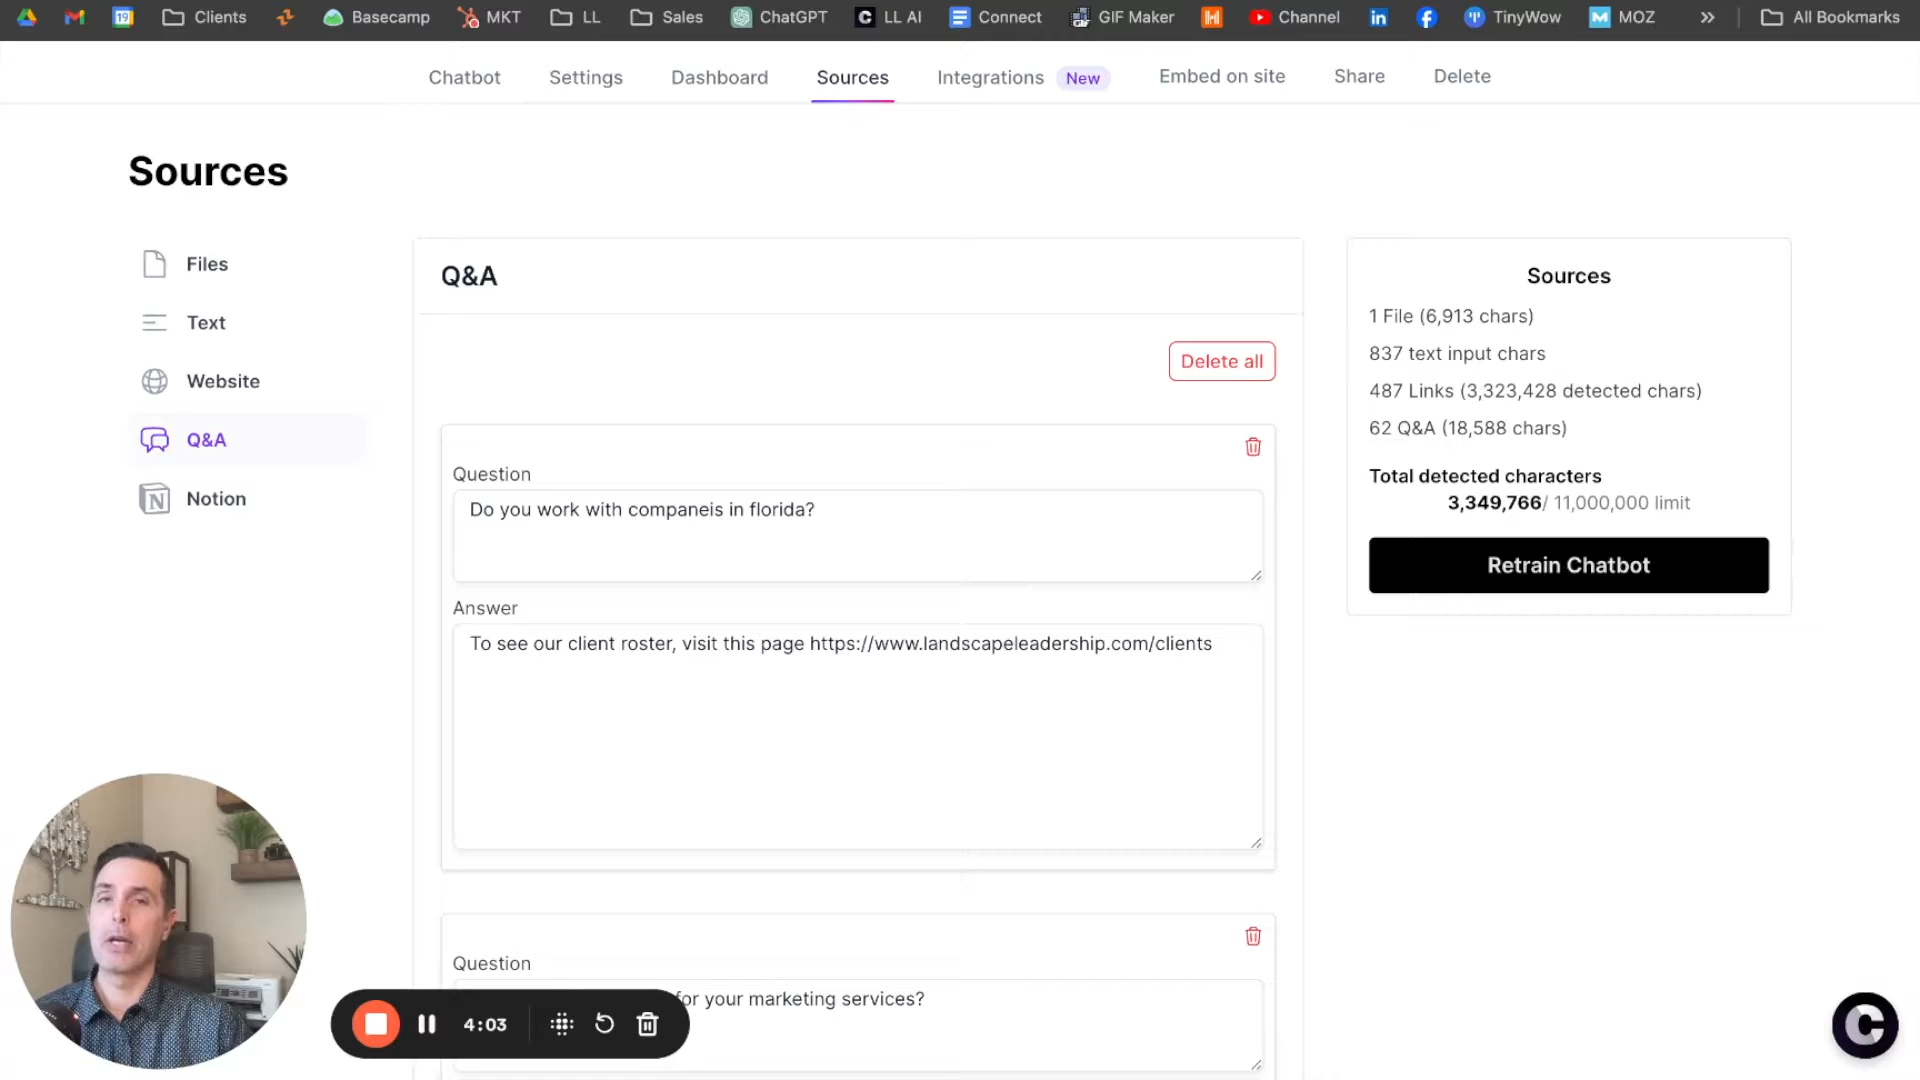 19
Clients
Basecamp
MKT
LL
Sales
ChatGPT
C
LL AI
Connect
GIF Maker
Channel
in
TinyWow
MOZ
»
All Bookmarks
Chatbot
Settings
Dashboard
Sources
Integrations
New
Embed on site
Share
Delete
Sources
Files
Text
Website
Q&A
Notion
Q&A
Delete all
Question
Do you work with companeis in florida?
Answer
To see our client roster, visit this page https://www.landscapeleadership.com/clients
Question
for your marketing services?
Sources
1 File (6,913 chars)
837 text input chars
487 Links (3,323,428 detected chars)
62 Q&A (18,588 chars)
Total detected characters
3,349,766/ 11,000,000 limit
Retrain Chatbot
4:03
C